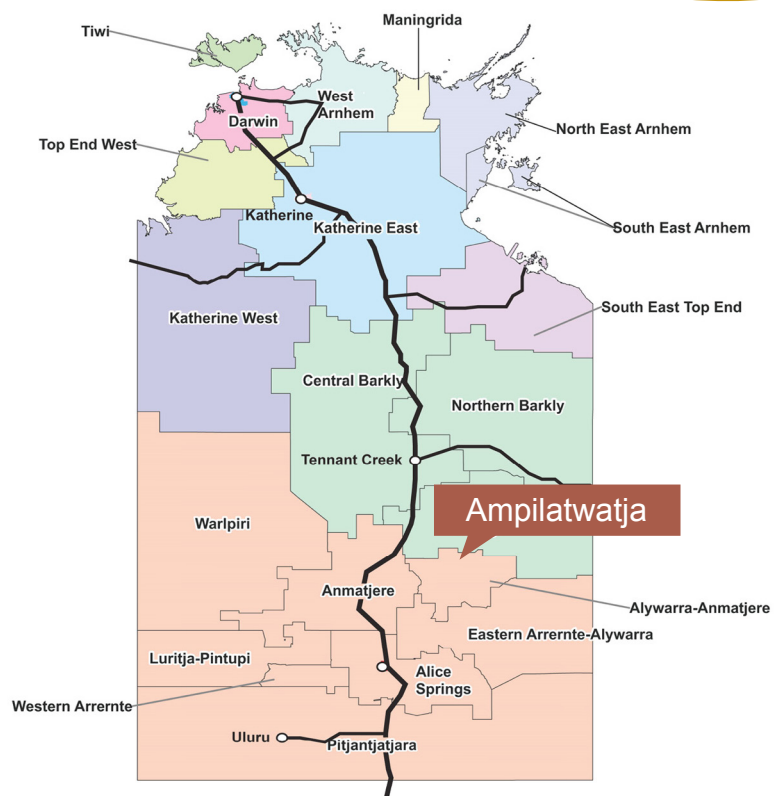 Maningrida
Tiwi
West
Arnhem
Darwin
North East Arnhem
Top End West
Katherine
Katherine East
South East Arnhem
South East Top End
Katherine West
Central Barkly
Northern Barkly
Tennant Creek
Ampilatwatja
Warlpiri
Anmatjere
Alywarra-Anmatjere
Eastern Arrernte-Alywarra
Luritja-Pintupi
Alice
Springs
Western Arrernte
Uluru
Pitjantjatjara